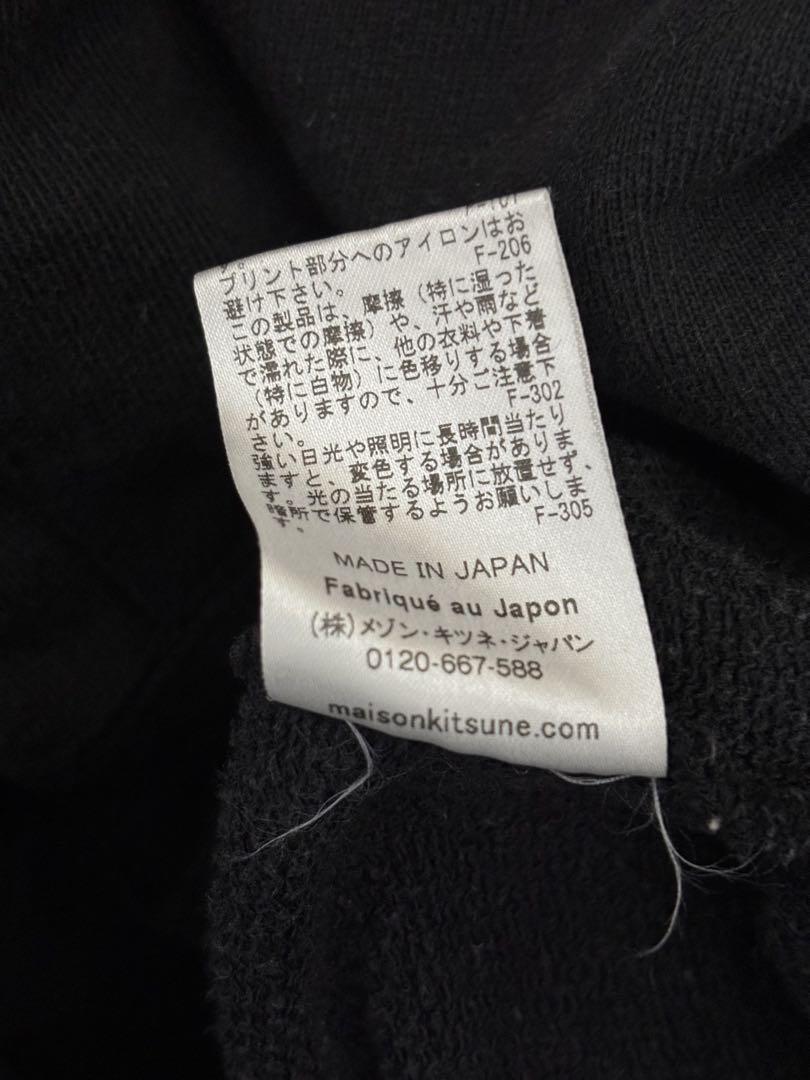 す。
プリント部分へのアイロンはお
避け下さい。 F-206
この製品は、摩擦（特に湿った
状態での摩擦）や、汗や雨など
で濡れた際に、他の衣料や下着
（特に白物）に色移りする場合
がありますので、十分ご注意下
さい。 F-302
強い日光や照明に長時間当たり
ますと、変色する場合がありま
す。光の当たる場所に放置せず、
暗所で保管するようお願いしま
す。 F-305
MADE IN JAPAN
Fabriqué au Japon
(株)メゾン・キツネ・ジャパン
0120-667-588
maisonkitsune.com